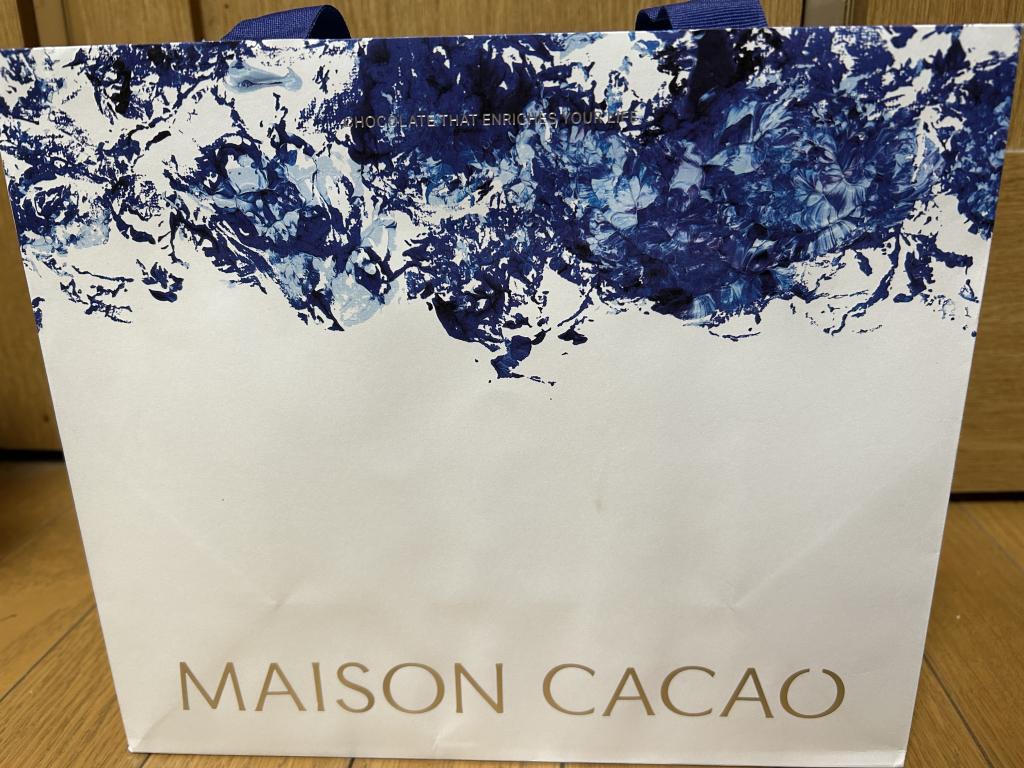 CHOCOLATE THAT ENRICHES YOUR LIFE
MAISON CACAO